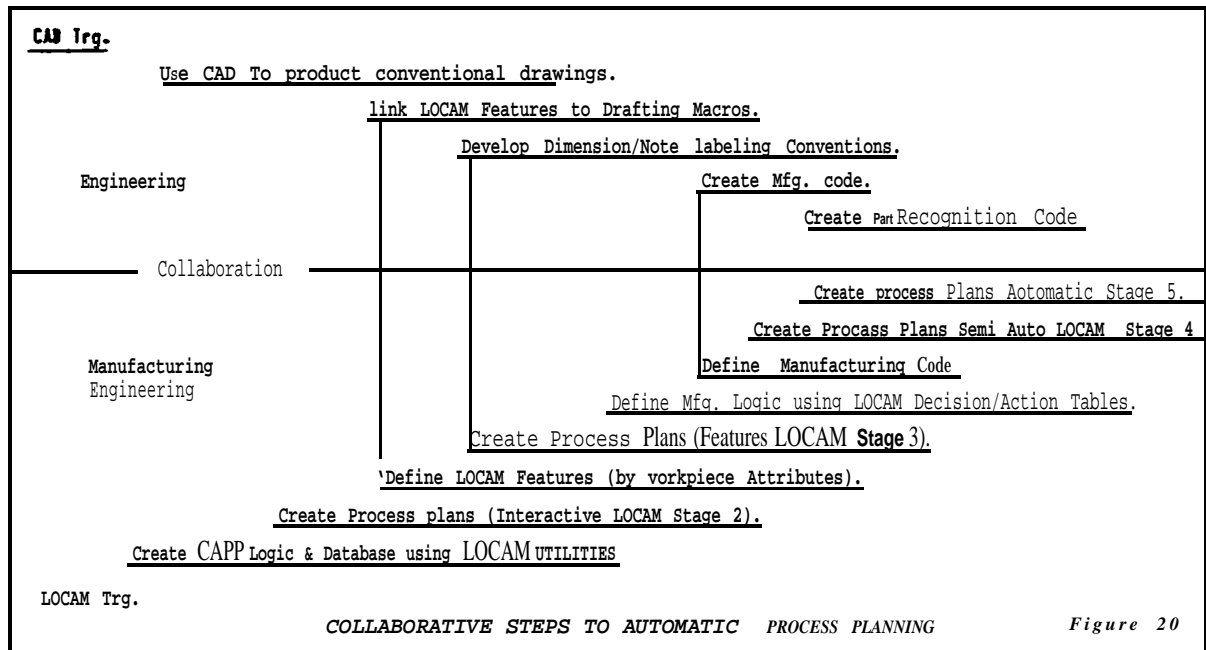 CAD Trg.
Use CAD To product conventional drawings.
link LOCAM Features to Drafting Macros.
Develop Dimension/Note labeling Conventions.
Engineering
Create Mfg. code.
Create Part Recognition Code
Collaboration
Create process Plans Aotomatic Stage 5.
Create Procass Plans Semi Auto LOCAM Stage 4
Manufacturing
Engineering
Define Manufacturing Code
Define Mfg. Logic using LOCAM Decision/Action Tables.
Create Process Plans (Features LOCAM Stage 3).
'Define LOCAM Features (by vorkpiece Attributes).
Create Process plans (Interactive LOCAM Stage 2).
Create CAPP Logic & Database using LOCAM UTILITIES
LOCAM Trg.
COLLABORATIVE STEPS TO AUTOMATIC PROCESS PLANNING
Figure 20